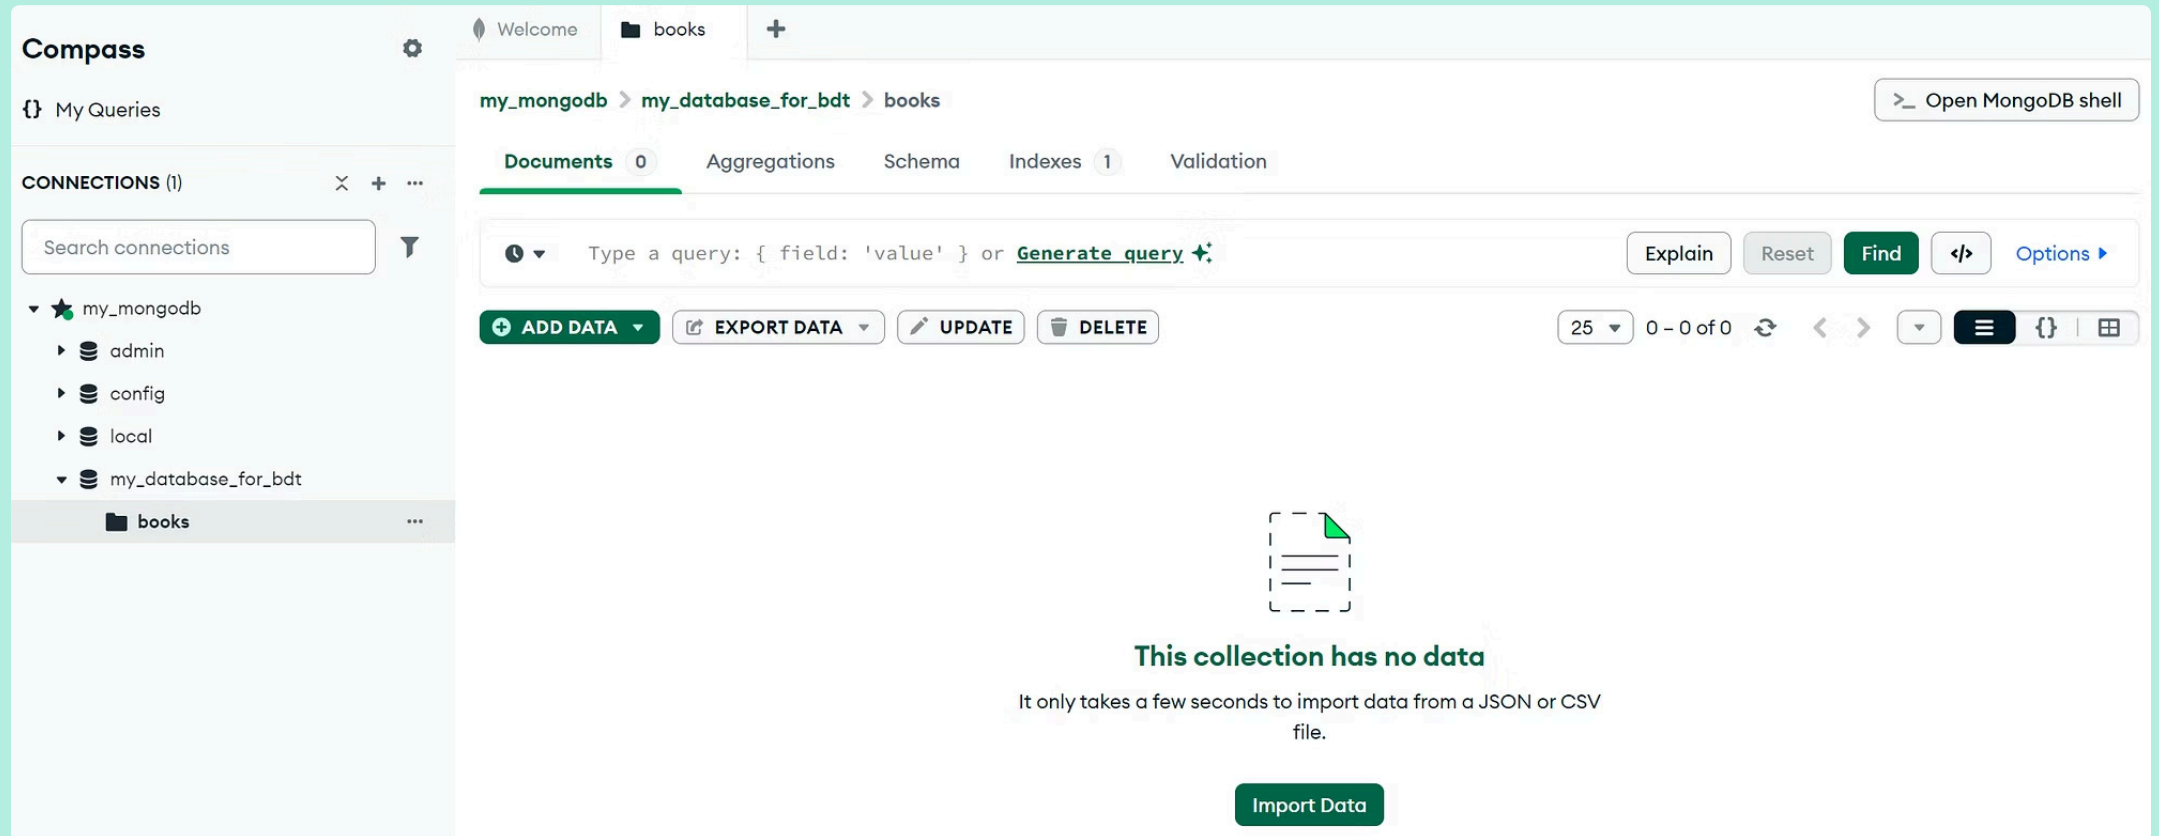 Compass
{} My Queries
CONNECTIONS (1)
Search connections
my_mongodb
admin
config
local
my_database_for_bdt
books
Welcome
books
my_mongodb > my_database_for_bdt > books
>_ Open MongoDB shell
Documents 0 Aggregations Schema Indexes 1 Validation
Type a query: { field: 'value' } or Generate query
Explain Reset Find </> Options
ADD DATA EXPORT DATA UPDATE DELETE
25 0 – 0 of 0 {}
This collection has no data
It only takes a few seconds to import data from a JSON or CSV
file.
Import Data